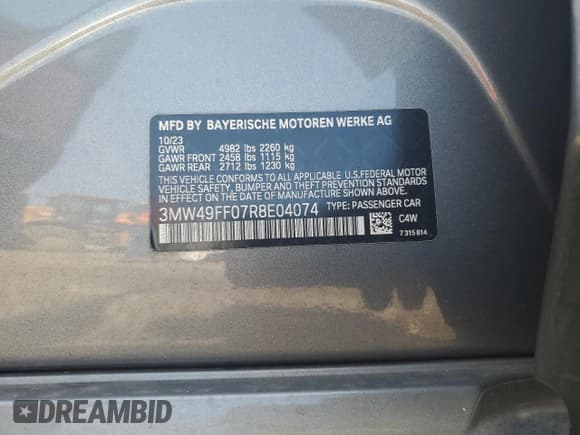 MFD BY BAYERISCHE MOTOREN WERKE AG
10/23
GVWR 4982 lbs 2260 kg
GAWR FRONT 2458 lbs 1115 kg
GAWR REAR 2712 lbs 1230 kg
THIS VEHICLE CONFORMS TO ALL APPLICABLE U.S.FEDERAL MOTOR
VEHICLE SAFETY, BUMPER AND THEFT PREVENTION STANDARDS
IN EFFECT ON THE DATE OF MANUFACTURE SHOWN ABOVE.
3MW49FF07R8E04074 TYPE: PASSENGER CAR
C4W
7315814
DREAMBID